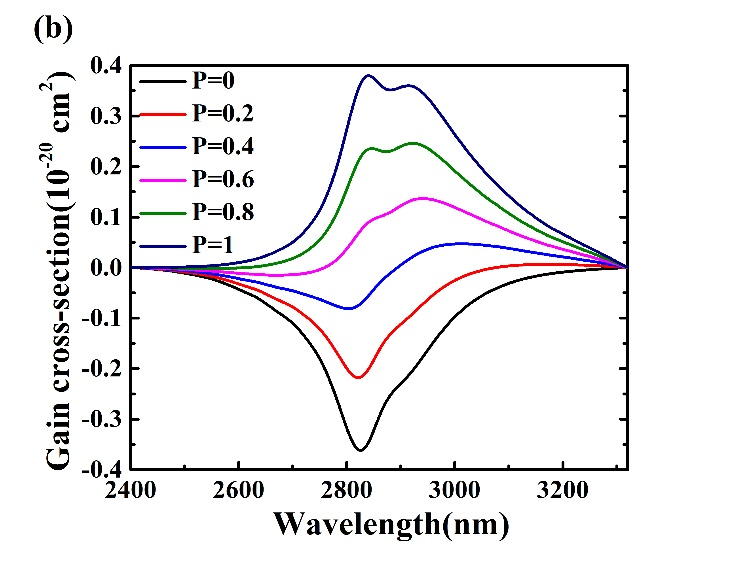 (b)
Gain cross-section(10⁻²⁰ cm²)
0.4
0.3
0.2
0.1
0.0
-0.1
-0.2
-0.3
-0.4
P=0
P=0.2
P=0.4
P=0.6
P=0.8
P=1
2400 2600 2800 3000 3200
Wavelength(nm)